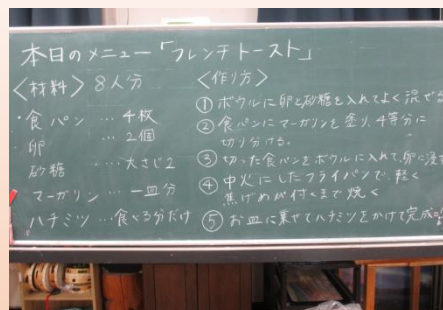 本日のメニュー「フレンチトースト」
<材料> 8人分
・食パン … 4枚
卵 … 2個
砂糖 … 大さじ2
マーガリン … 一皿分
ハチミツ … 食べる分だけ
<作り方>
① ボウルに卵と砂糖を入れてよく混ぜる
② 食パンにマーガリンを塗り、4等分に
切り分ける。
③ 切った食パンをボウルに入れて、卵に浸す
④ 中火にしたフライパンで、軽く
焦げめが付くまで焼く
⑤ お皿に乗せてハチミツをかけて完成